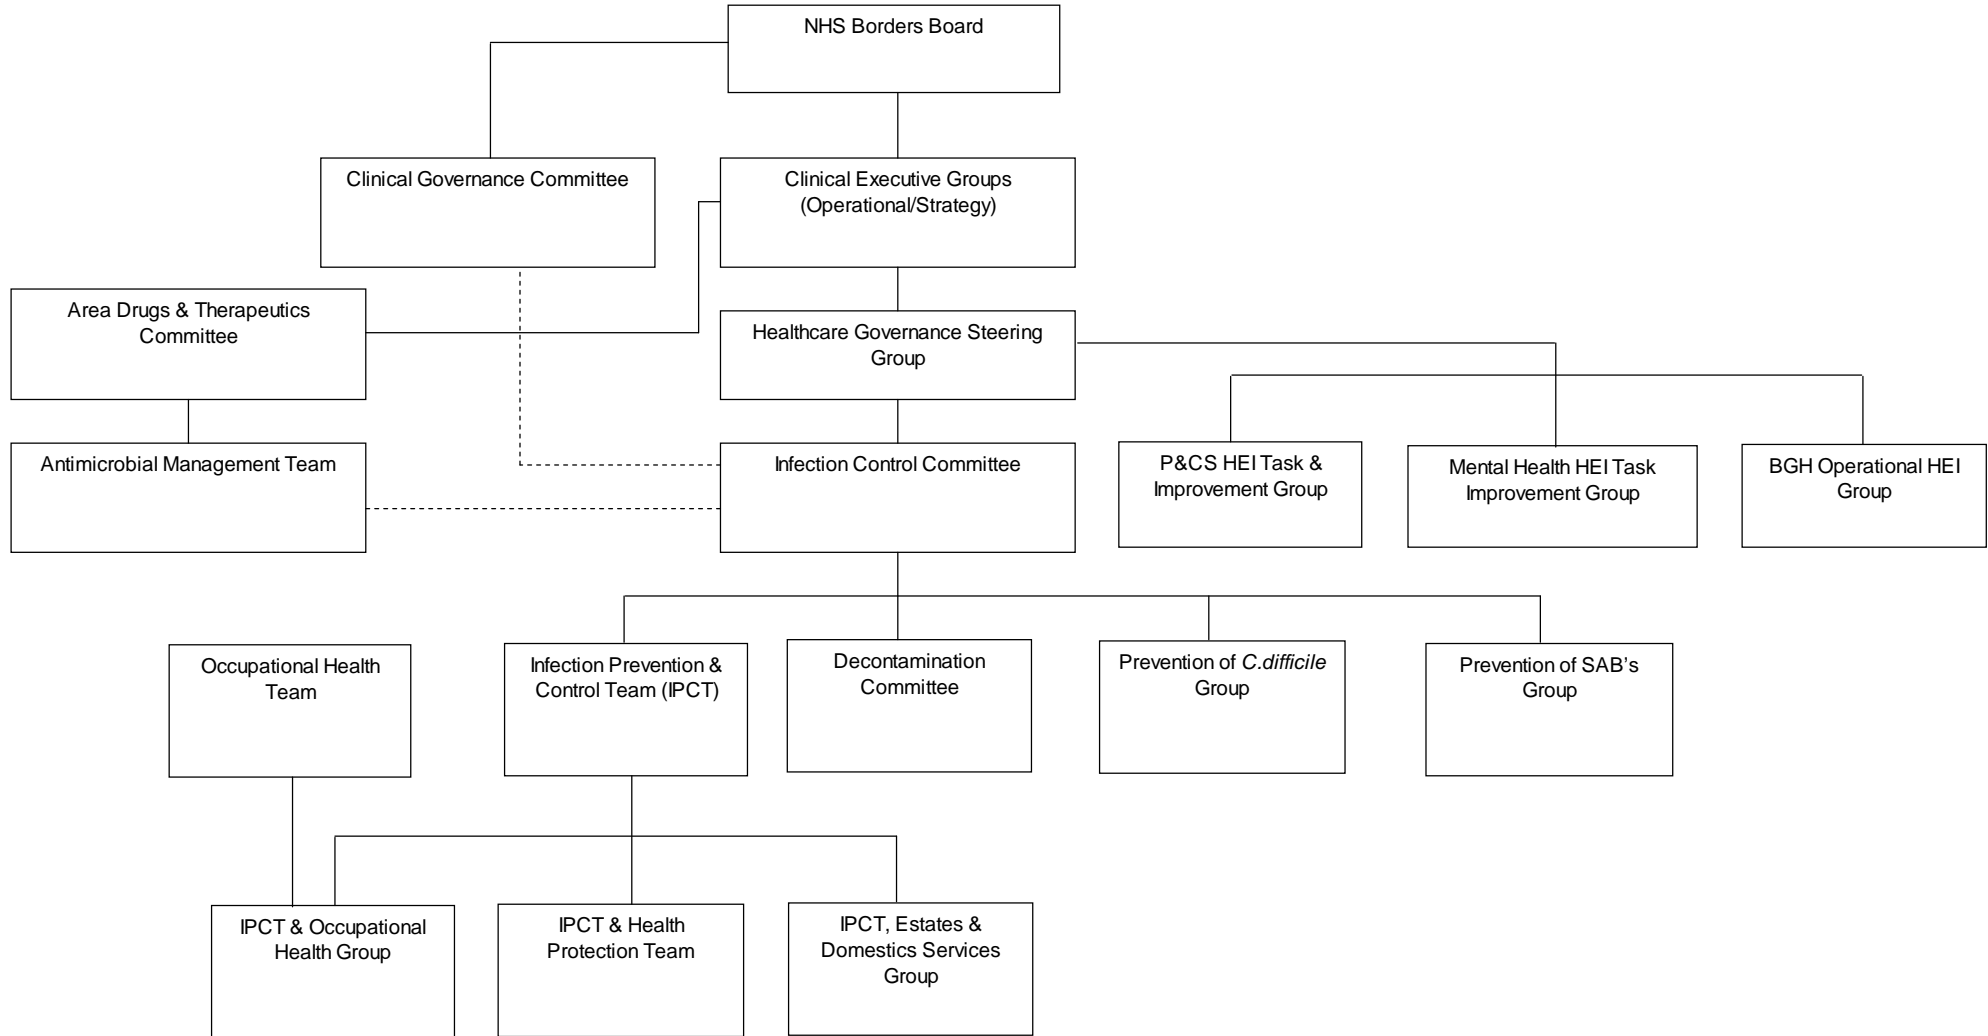 NHS Borders Board
Clinical Governance Committee
Clinical Executive Groups
(Operational/Strategy)
Area Drugs & Therapeutics
Committee
Healthcare Governance Steering
Group
Antimicrobial Management Team
Infection Control Committee
P&CS HEI Task &
Improvement Group
Mental Health HEI Task
Improvement Group
BGH Operational HEI
Group
Occupational Health
Team
Infection Prevention &
Control Team (IPCT)
Decontamination
Committee
Prevention of C.difficile
Group
Prevention of SAB's
Group
IPCT & Occupational
Health Group
IPCT & Health
Protection Team
IPCT, Estates &
Domestics Services
Group